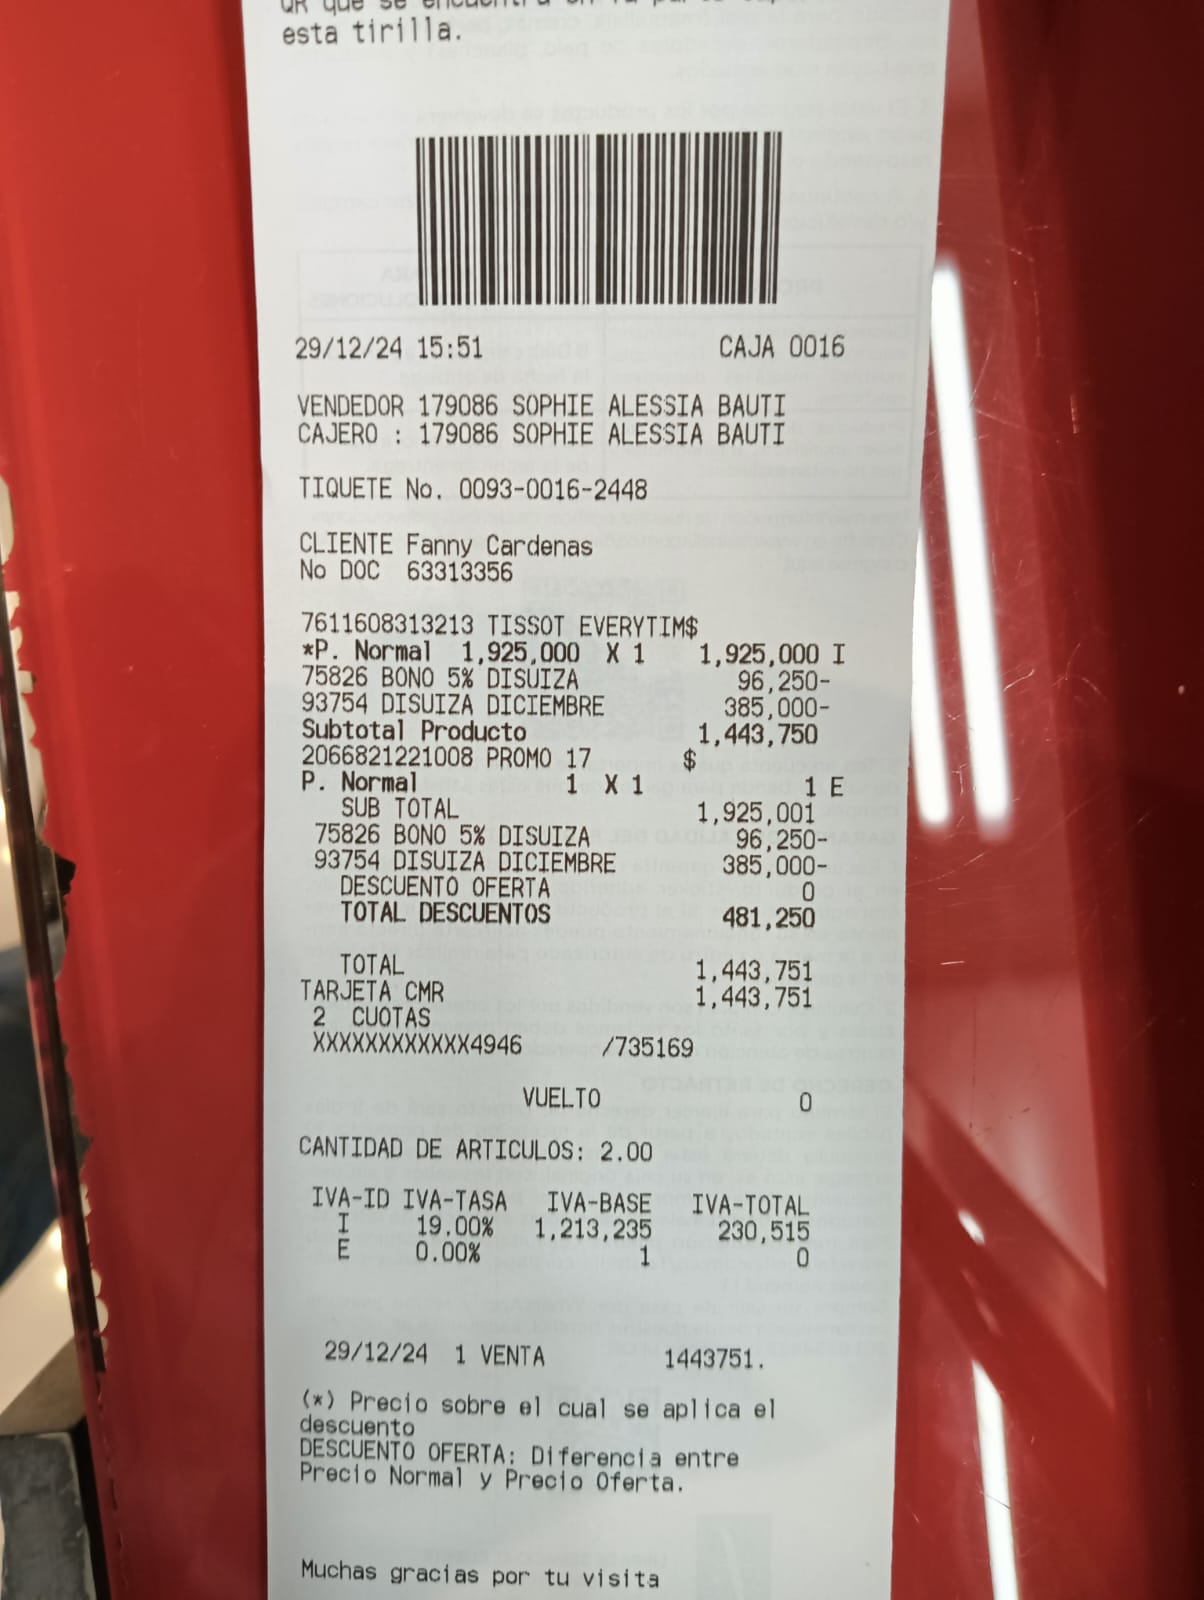 QR que se encuentra en la parte
esta tirilla.
29/12/24 15:51 CAJA 0016
VENDEDOR 179086 SOPHIE ALESSIA BAUTI
CAJERO : 179086 SOPHIE ALESSIA BAUTI
TIQUETE No. 0093-0016-2448
CLIENTE Fanny Cardenas
No DOC 63313356
7611608313213 TISSOT EVERYTIM$
*P. Normal 1,925,000 X 1 1,925,000 I
75826 BONO 5% DISUIZA 96,250-
93754 DISUIZA DICIEMBRE 385,000-
Subtotal Producto 1,443,750
2066821221008 PROMO 17 $
P. Normal 1 X 1 1 E
SUB TOTAL 1,925,001
75826 BONO 5% DISUIZA 96,250-
93754 DISUIZA DICIEMBRE 385,000-
DESCUENTO OFERTA 0
TOTAL DESCUENTOS 481,250
TOTAL 1,443,751
TARJETA CMR 1,443,751
2 CUOTAS
XXXXXXXXXXXX4946 /735169
VUELTO 0
CANTIDAD DE ARTICULOS: 2.00
IVA-ID IVA-TASA IVA-BASE IVA-TOTAL
I 19.00% 1,213,235 230,515
E 0.00% 1 0
29/12/24 1 VENTA 1443751.
(*) Precio sobre el cual se aplica el
descuento
DESCUENTO OFERTA: Diferencia entre
Precio Normal y Precio Oferta.
Muchas gracias por tu visita